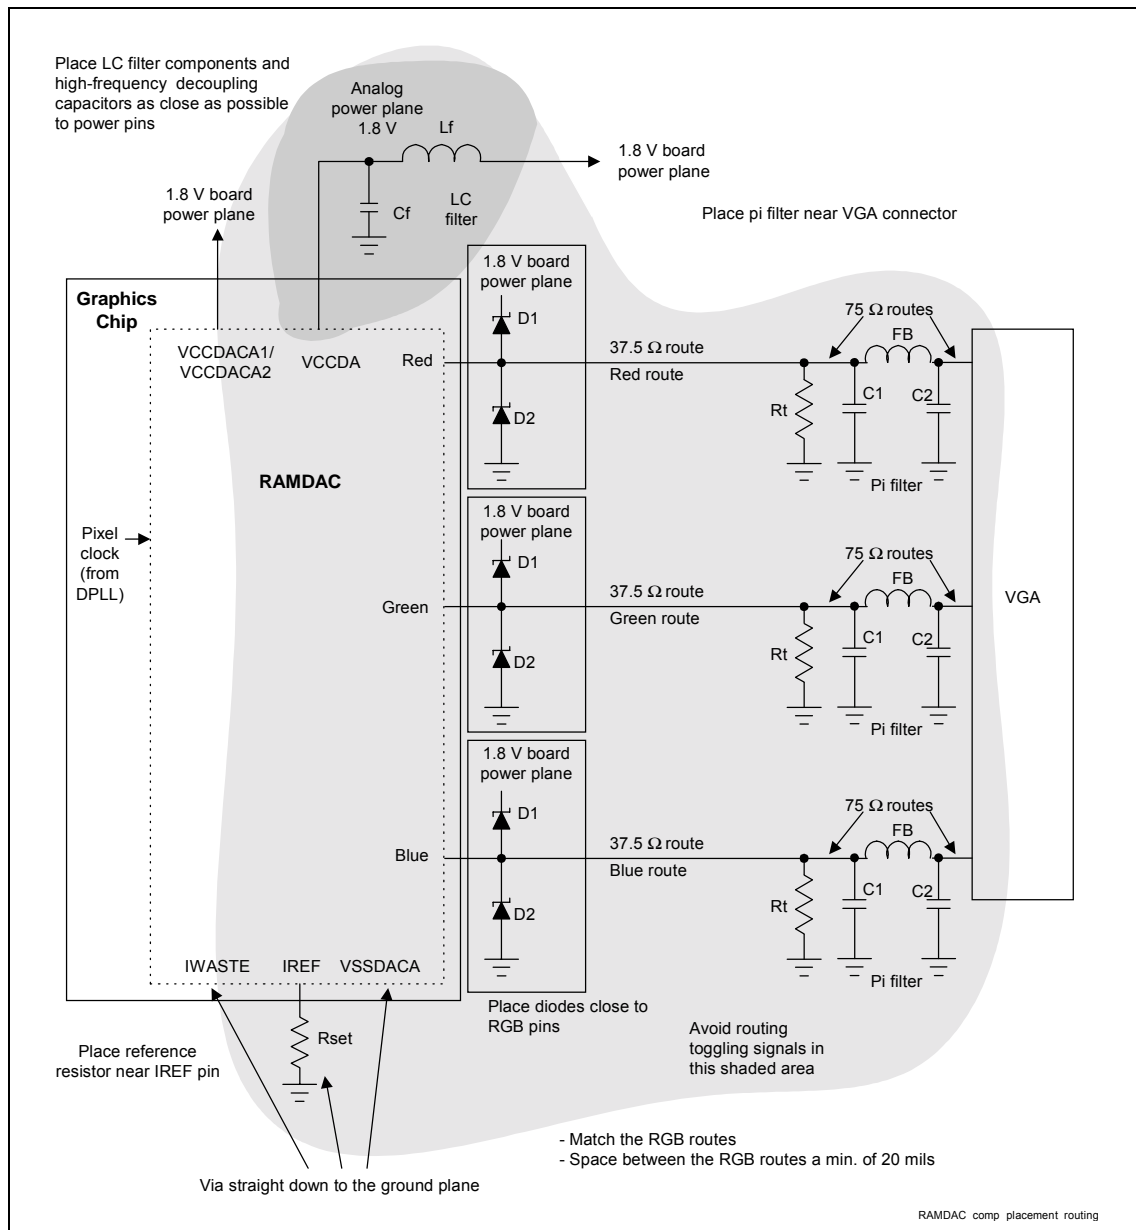 Place LC filter components and
high-frequency decoupling
capacitors as close as possible
to power pins
Analog
power plane
1.8 V
Lf
1.8 V board
power plane
1.8 V board
power plane
Cf
LC
filter
Place pi filter near VGA connector
Graphics
Chip
VCCDACA1/
VCCDACA2
VCCDA
RAMDAC
Pixel
clock
(from
DPLL)
Red
1.8 V board
power plane
D1
D2
37.5 Ω route
Red route
Rt
75 Ω routes
FB
C1
C2
Pi filter
Green
1.8 V board
power plane
D1
D2
37.5 Ω route
Green route
Rt
75 Ω routes
FB
C1
C2
Pi filter
VGA
Blue
1.8 V board
power plane
D1
D2
37.5 Ω route
Blue route
Rt
75 Ω routes
FB
C1
C2
Pi filter
IWASTE
IREF
VSSDACA
Rset
Place diodes close to
RGB pins
Place reference
resistor near IREF pin
Avoid routing
toggling signals in
this shaded area
- Match the RGB routes
- Space between the RGB routes a min. of 20 mils
Via straight down to the ground plane
RAMDAC comp placement routing